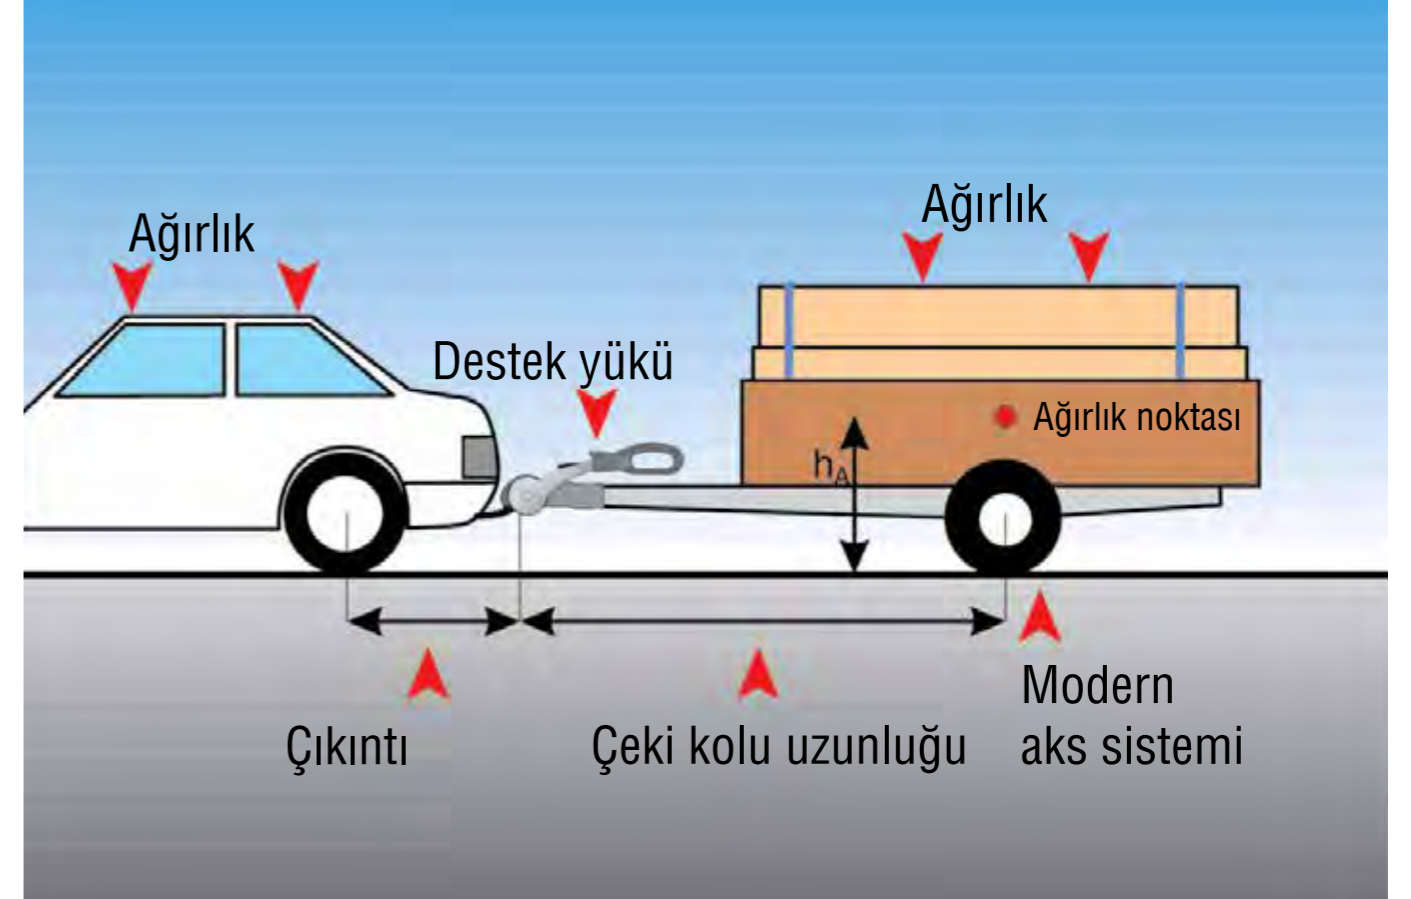 Ağırlık
Ağırlık
Destek yükü
Ağırlık noktası
hA
Çıkıntı
Çeki kolu uzunluğu
Modern
aks sistemi